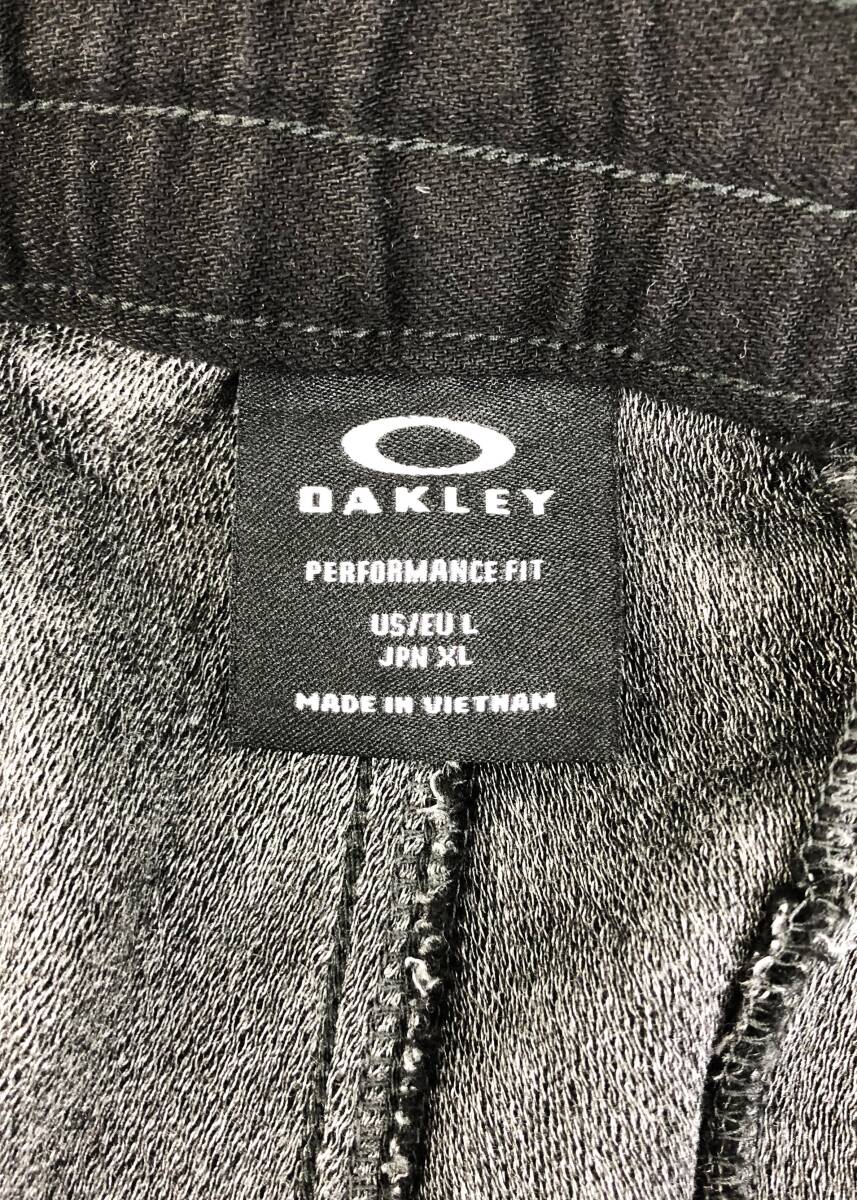 OAKLEY
PERFORMANCE FIT
US/EU L
JPN XL
MADE IN VIETNAM